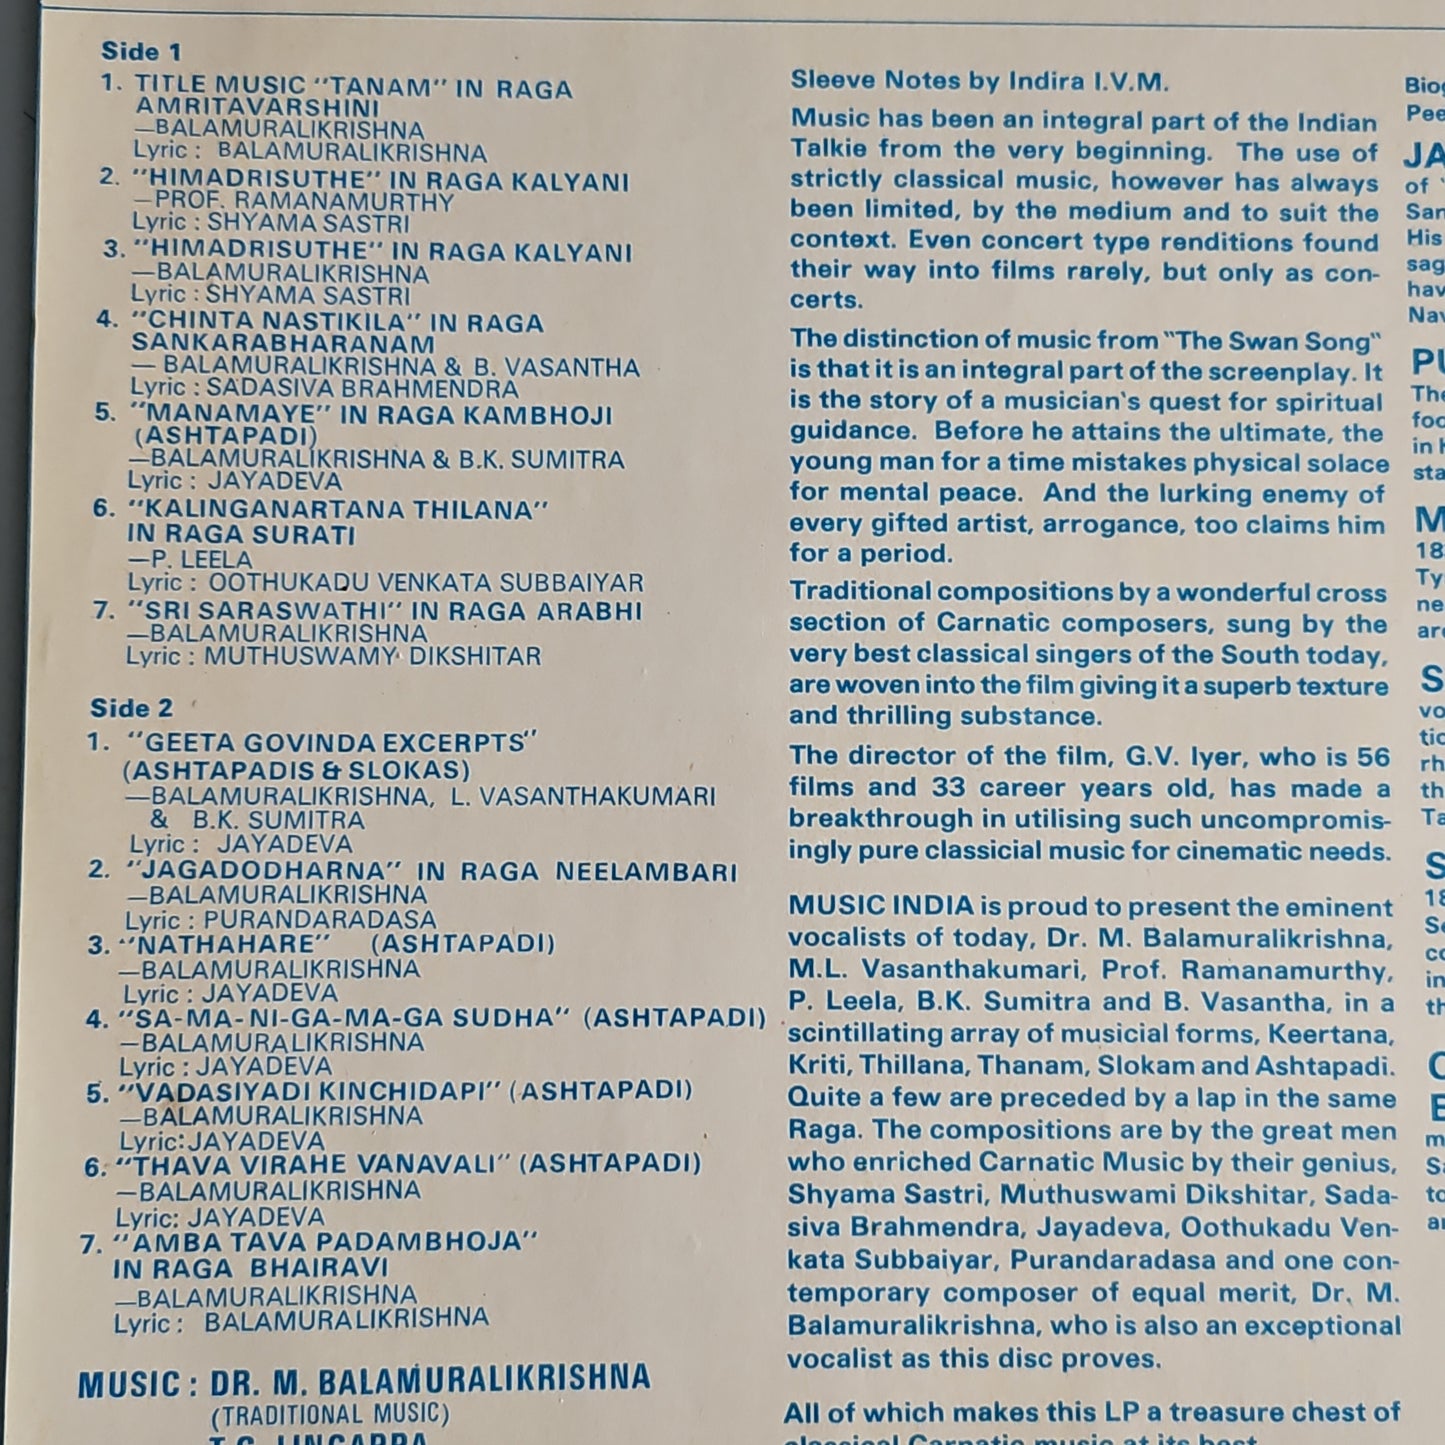 Side 1
1. TITLE MUSIC "TANAM" IN RAGA
AMRITAVARSHINI
—BALAMURALIKRISHNA
Lyric : BALAMURALIKRISHNA
2. "HIMADRISUTHE" IN RAGA KALYANI
—PROF. RAMANAMURTHY
Lyric : SHYAMA SASTRI
3. "HIMADRISUTHE" IN RAGA KALYANI
—BALAMURALIKRISHNA
Lyric : SHYAMA SASTRI
4. "CHINTA NASTIKILA" IN RAGA
SANKARABHARANAM
— BALAMURALIKRISHNA & B. VASANTHA
Lyric : SADASIVA BRAHMENDRA
5. "MANAMAYE" IN RAGA KAMBHOJI
(ASHTAPADI)
—BALAMURALIKRISHNA & B.K. SUMITRA
Lyric : JAYADEVA
6. "KALINGANARTANA THILANA"
IN RAGA SURATI
—P. LEELA
Lyric : OOTHUKADU VENKATA SUBBAIYAR
7. "SRI SARASWATHI" IN RAGA ARABHI
—BALAMURALIKRISHNA
Lyric : MUTHUSWAMY DIKSHITAR
Side 2
1. "GEETA GOVINDA EXCERPTS"
(ASHTAPADIS & SLOKAS)
—BALAMURALIKRISHNA, L. VASANTHAKUMARI
& B.K. SUMITRA
Lyric : JAYADEVA
2. "JAGADODHARNA" IN RAGA NEELAMBARI
—BALAMURALIKRISHNA
Lyric : PURANDARADASA
3. "NATHAHARE" (ASHTAPADI)
—BALAMURALIKRISHNA
Lyric : JAYADEVA
4. "SA-MA-NI-GA-MA-GA SUDHA" (ASHTAPADI)
—BALAMURALIKRISHNA
Lyric : JAYADEVA
5. "VADASIYADI KINCHIDAPI" (ASHTAPADI)
—BALAMURALIKRISHNA
Lyric: JAYADEVA
6. "THAVA VIRAHE VANAVALI" (ASHTAPADI)
—BALAMURALIKRISHNA
Lyric: JAYADEVA
7. "AMBA TAVA PADAMBHOJA"
IN RAGA BHAIRAVI
—BALAMURALIKRISHNA
Lyric : BALAMURALIKRISHNA
MUSIC : DR. M. BALAMURALIKRISHNA
(TRADITIONAL MUSIC)
T.G. LINGAPPA
Sleeve Notes by Indira I.V.M.
Music has been an integral part of the Indian
Talkie from the very beginning. The use of
strictly classical music, however has always
been limited, by the medium and to suit the
context. Even concert type renditions found
their way into films rarely, but only as con-
certs.
The distinction of music from "The Swan Song"
is that it is an integral part of the screenplay. It
is the story of a musician's quest for spiritual
guidance. Before he attains the ultimate, the
young man for a time mistakes physical solace
for mental peace. And the lurking enemy of
every gifted artist, arrogance, too claims him
for a period.
Traditional compositions by a wonderful cross
section of Carnatic composers, sung by the
very best classical singers of the South today,
are woven into the film giving it a superb texture
and thrilling substance.
The director of the film, G.V. Iyer, who is 56
films and 33 career years old, has made a
breakthrough in utilising such uncompromis-
ingly pure classicial music for cinematic needs.
MUSIC INDIA is proud to present the eminent
vocalists of today, Dr. M. Balamuralikrishna,
M.L. Vasanthakumari, Prof. Ramanamurthy,
P. Leela, B.K. Sumitra and B. Vasantha, in a
scintillating array of musicial forms, Keertana,
Kriti, Thillana, Thanam, Slokam and Ashtapadi.
Quite a few are preceded by a lap in the same
Raga. The compositions are by the great men
who enriched Carnatic Music by their genius,
Shyama Sastri, Muthuswami Dikshitar, Sada-
siva Brahmendra, Jayadeva, Oothukadu Ven-
kata Subbaiyar, Purandaradasa and one con-
temporary composer of equal merit, Dr. M.
Balamuralikrishna, who is also an exceptional
vocalist as this disc proves.
All of which makes this LP a treasure chest of
classical Carnatic music at its best.